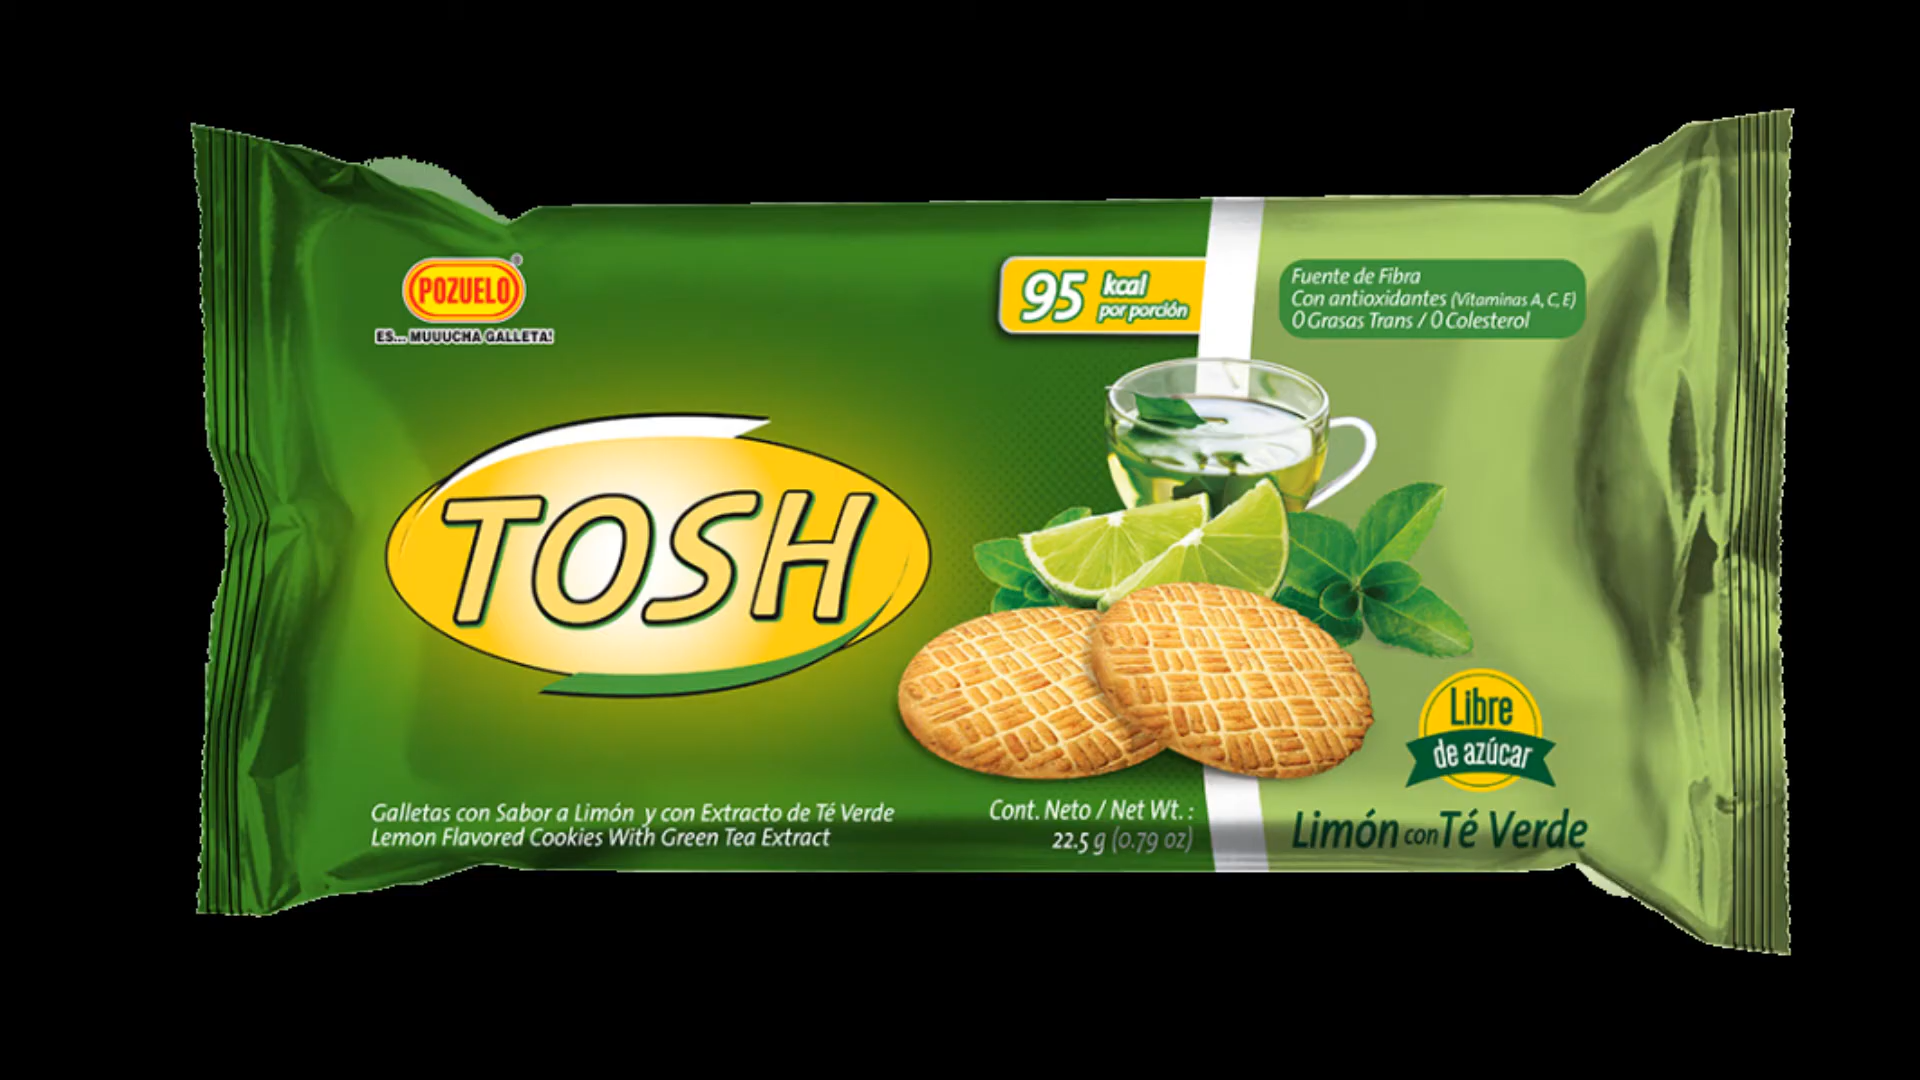 POZUELO
ES... MUUUCHA GALLETA!
95 kcal
por porción
Fuente de Fibra
Con antioxidantes (Vitaminas A, C, E)
0 Grasas Trans / 0 Colesterol
TOSH
Libre
de azúcar
Galletas con Sabor a Limón y con Extracto de Té Verde
Lemon Flavored Cookies With Green Tea Extract
Cont. Neto / Net Wt. :
22.5 g (0.79 oz)
Limón con Té Verde